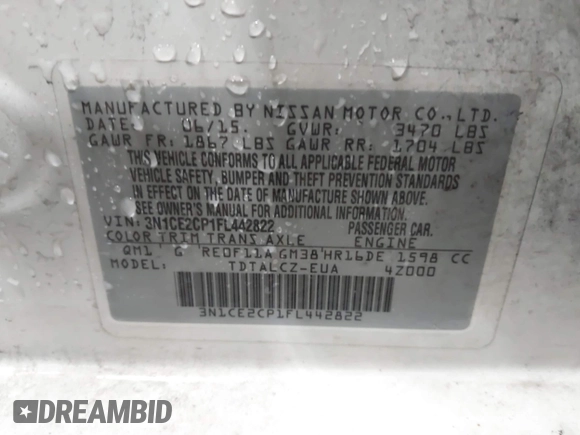 MANUFACTURED BY NISSAN MOTOR CO., LTD.
DATE: 06/15. GVWR: 3470 LBS
GAWR FR: 1867 LBS GAWR RR: 1704 LBS
THIS VEHICLE CONFORMS TO ALL APPLICABLE FEDERAL MOTOR
VEHICLE SAFETY, BUMPER AND THEFT PREVENTION STANDARDS
IN EFFECT ON THE DATE OF MANUFACTURE SHOWN ABOVE.
SEE OWNER'S MANUAL FOR ADDITIONAL INFORMATION.
VIN: 3N1CE2CP1FL442822 PASSENGER CAR.
COLOR TRIM TRANS AXLE ENGINE
QM1' G 'RE0F11A GM38'HR16DE 1598 CC
MODEL: TDTALCZ-EUA 4Z000
3N1CE2CP1FL442822
DREAMBID